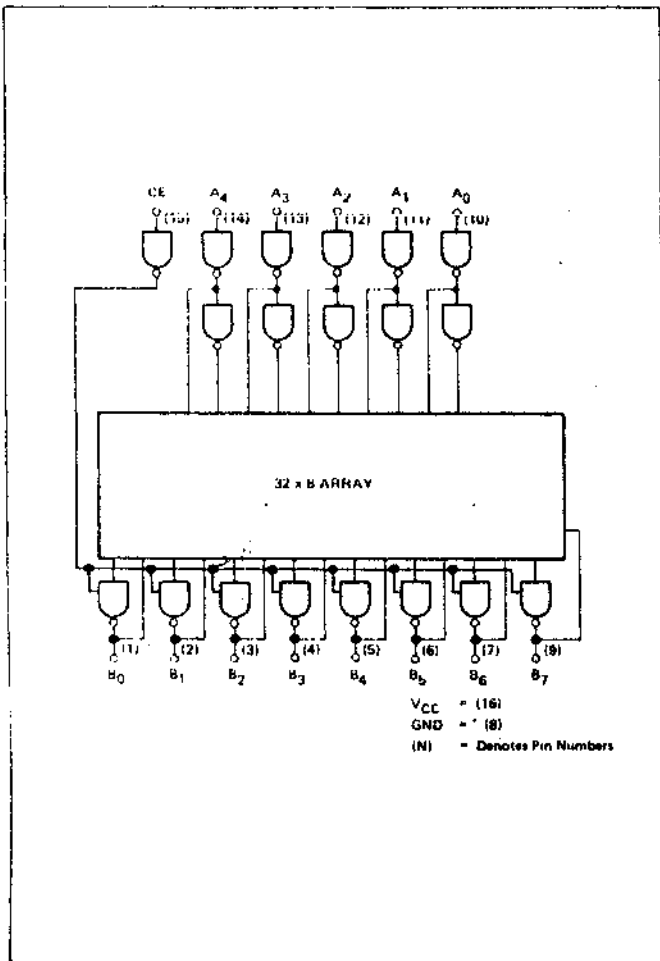 CE A4 A3 A2 A1 A0
(15) (14) (13) (12) (11) (10)
32 x 8 ARRAY
(1) (2) (3) (4) (5) (6) (7) (9)
B0 B1 B2 B3 B4 B5 B6 B7
VCC = (16)
GND = (8)
(N) = Denotes Pin Numbers